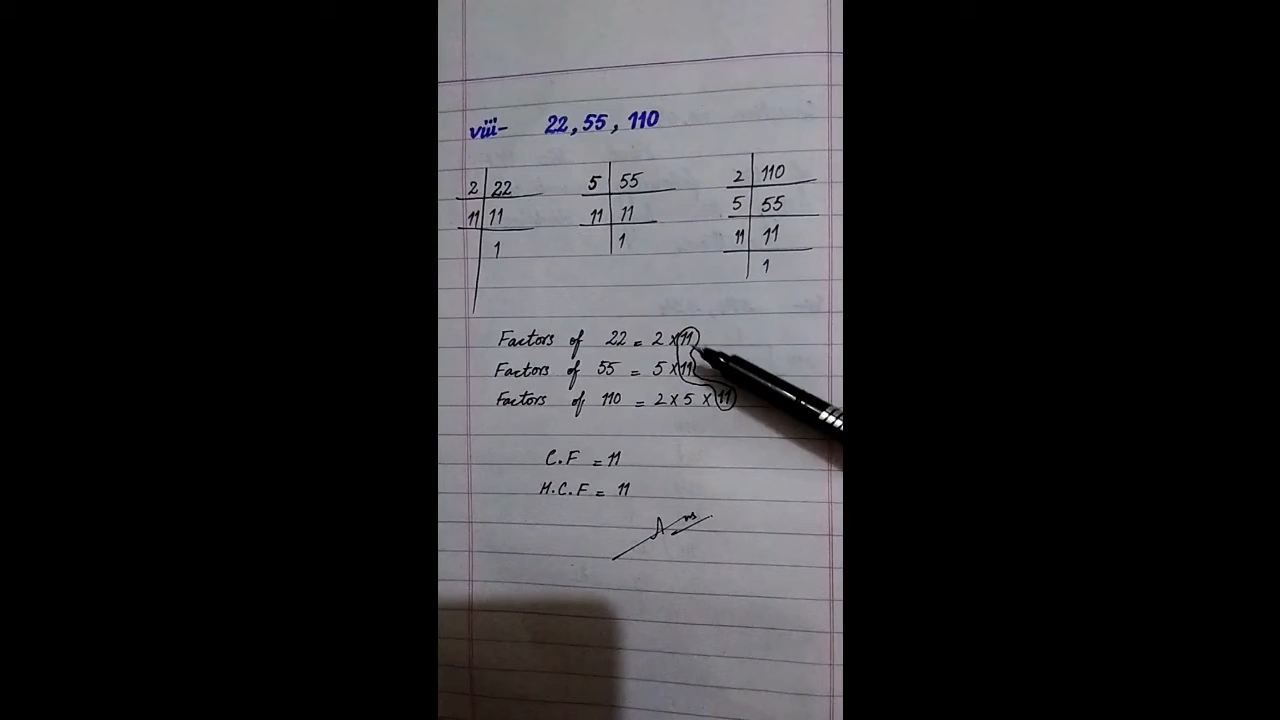 viii- 22, 55, 110
2 22
11 11
1
5 55
11 11
1
2 110
5 55
11 11
1
Factors of 22 = 2 × 11
Factors of 55 = 5 × 11
Factors of 110 = 2 × 5 × 11
C.F = 11
H.C.F = 11
Ans